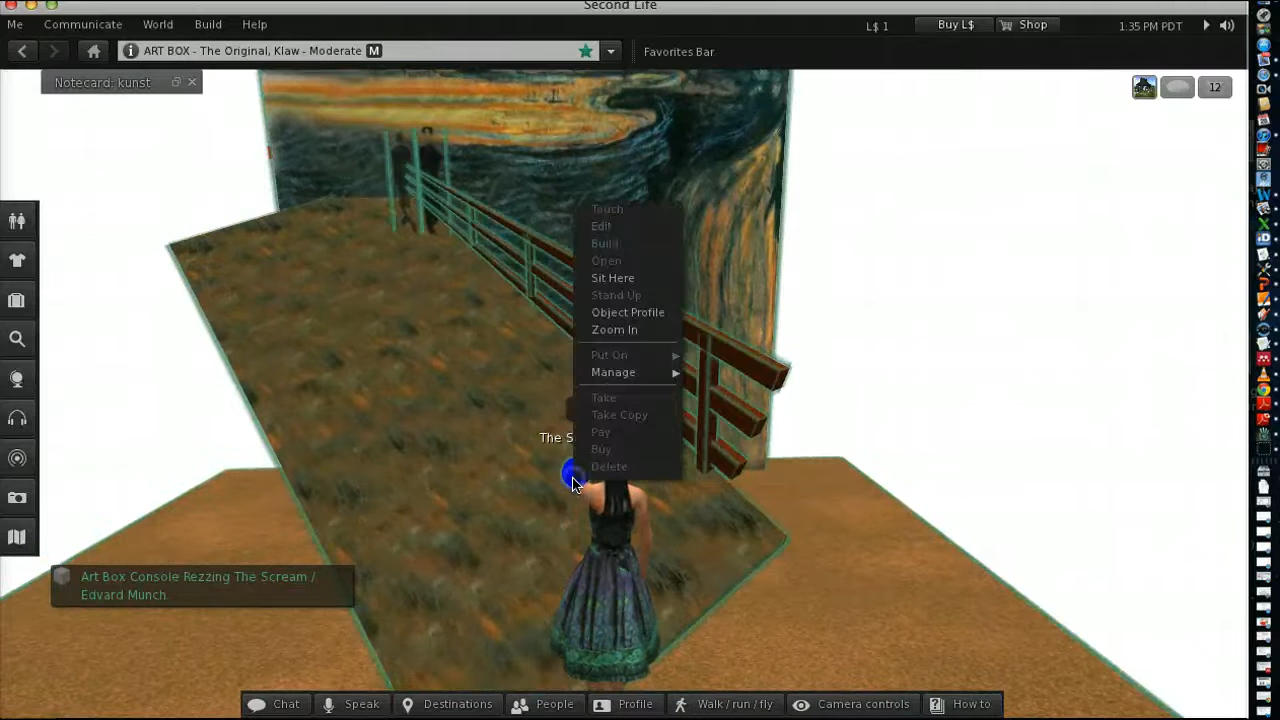 Second Life
Me Communicate World Build Help
L$ 1 Buy L$ Shop 1:35 PM PDT
ART BOX - The Original, Klaw - Moderate M
Favorites Bar
Notecard: kunst
12
Touch
Edit
Build
Open
Sit Here
Stand Up
Object Profile
Zoom In
Put On
Manage
Take
Take Copy
Pay
Buy
Delete
The S
Art Box Console Rezzing The Scream /
Edvard Munch
Chat Speak Destinations People Profile Walk / run / fly Camera controls How to